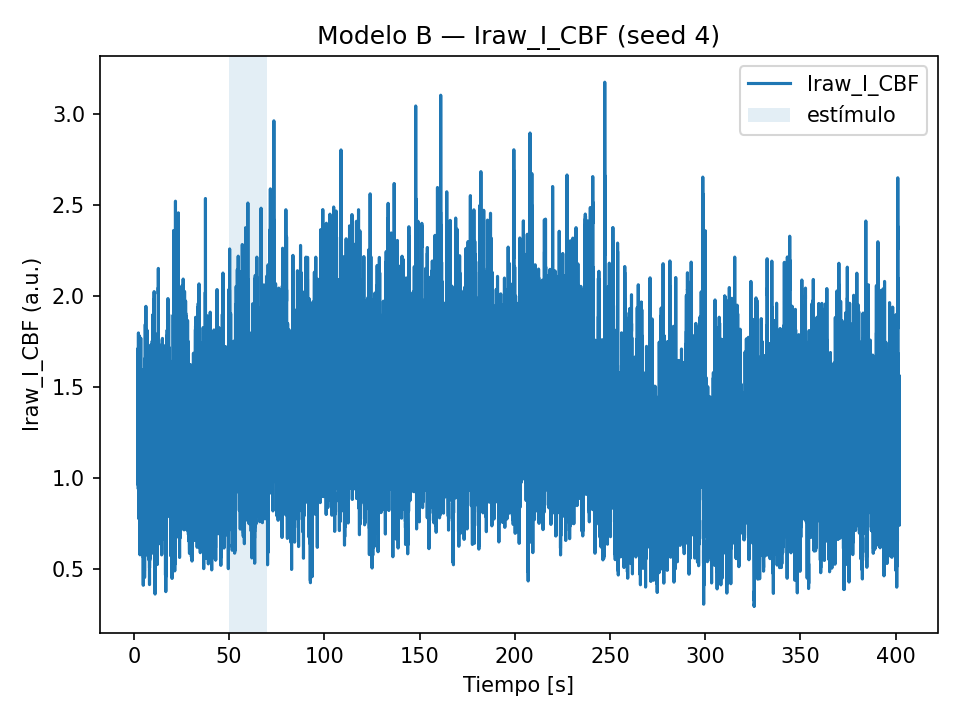 Modelo B — Iraw_I_CBF (seed 4)
Iraw_I_CBF
estímulo
Iraw_I_CBF (a.u.)
3.0
2.5
2.0
1.5
1.0
0.5
0 50 100 150 200 250 300 350 400
Tiempo [s]